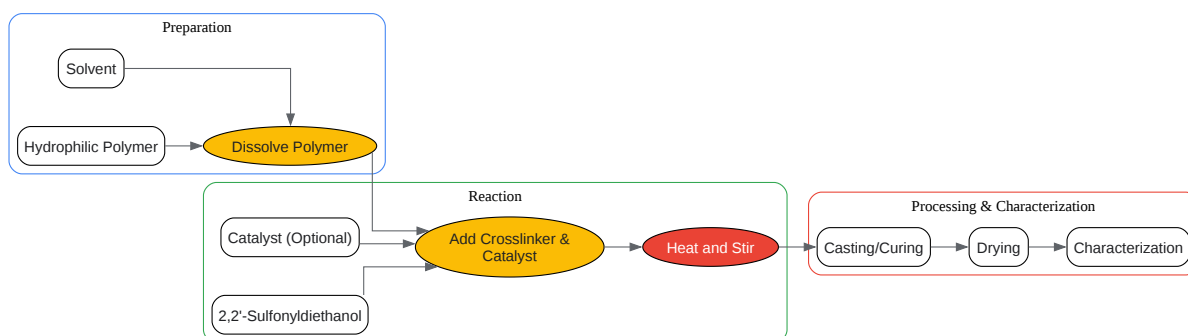 Preparation
Solvent
Hydrophilic Polymer
Dissolve Polymer
Reaction
Catalyst (Optional)
Add Crosslinker &
Catalyst
Heat and Stir
2,2'-Sulfonyldiethanol
Processing & Characterization
Casting/Curing
Drying
Characterization